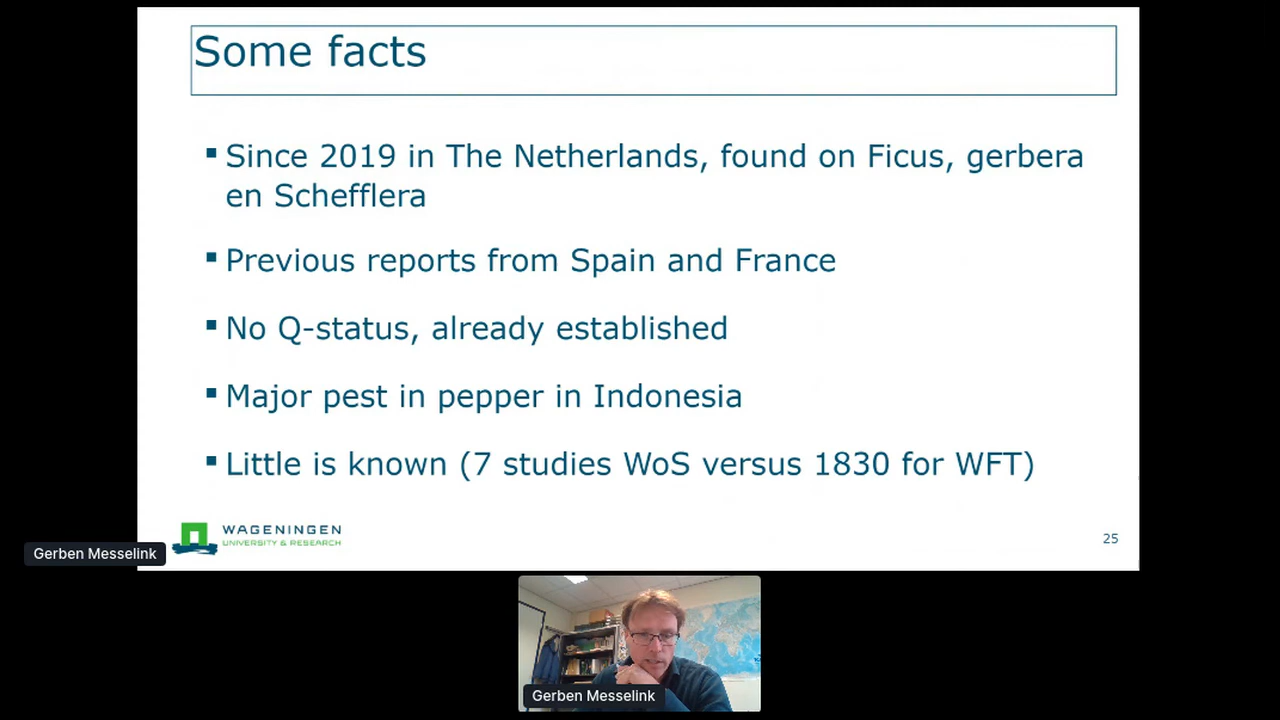 Some facts
Since 2019 in The Netherlands, found on Ficus, gerbera
en Schefflera
Previous reports from Spain and France
No Q-status, already established
Major pest in pepper in Indonesia
Little is known (7 studies WoS versus 1830 for WFT)
WAGENINGEN
UNIVERSITY & RESEARCH
25
Gerben Messelink
Gerben Messelink